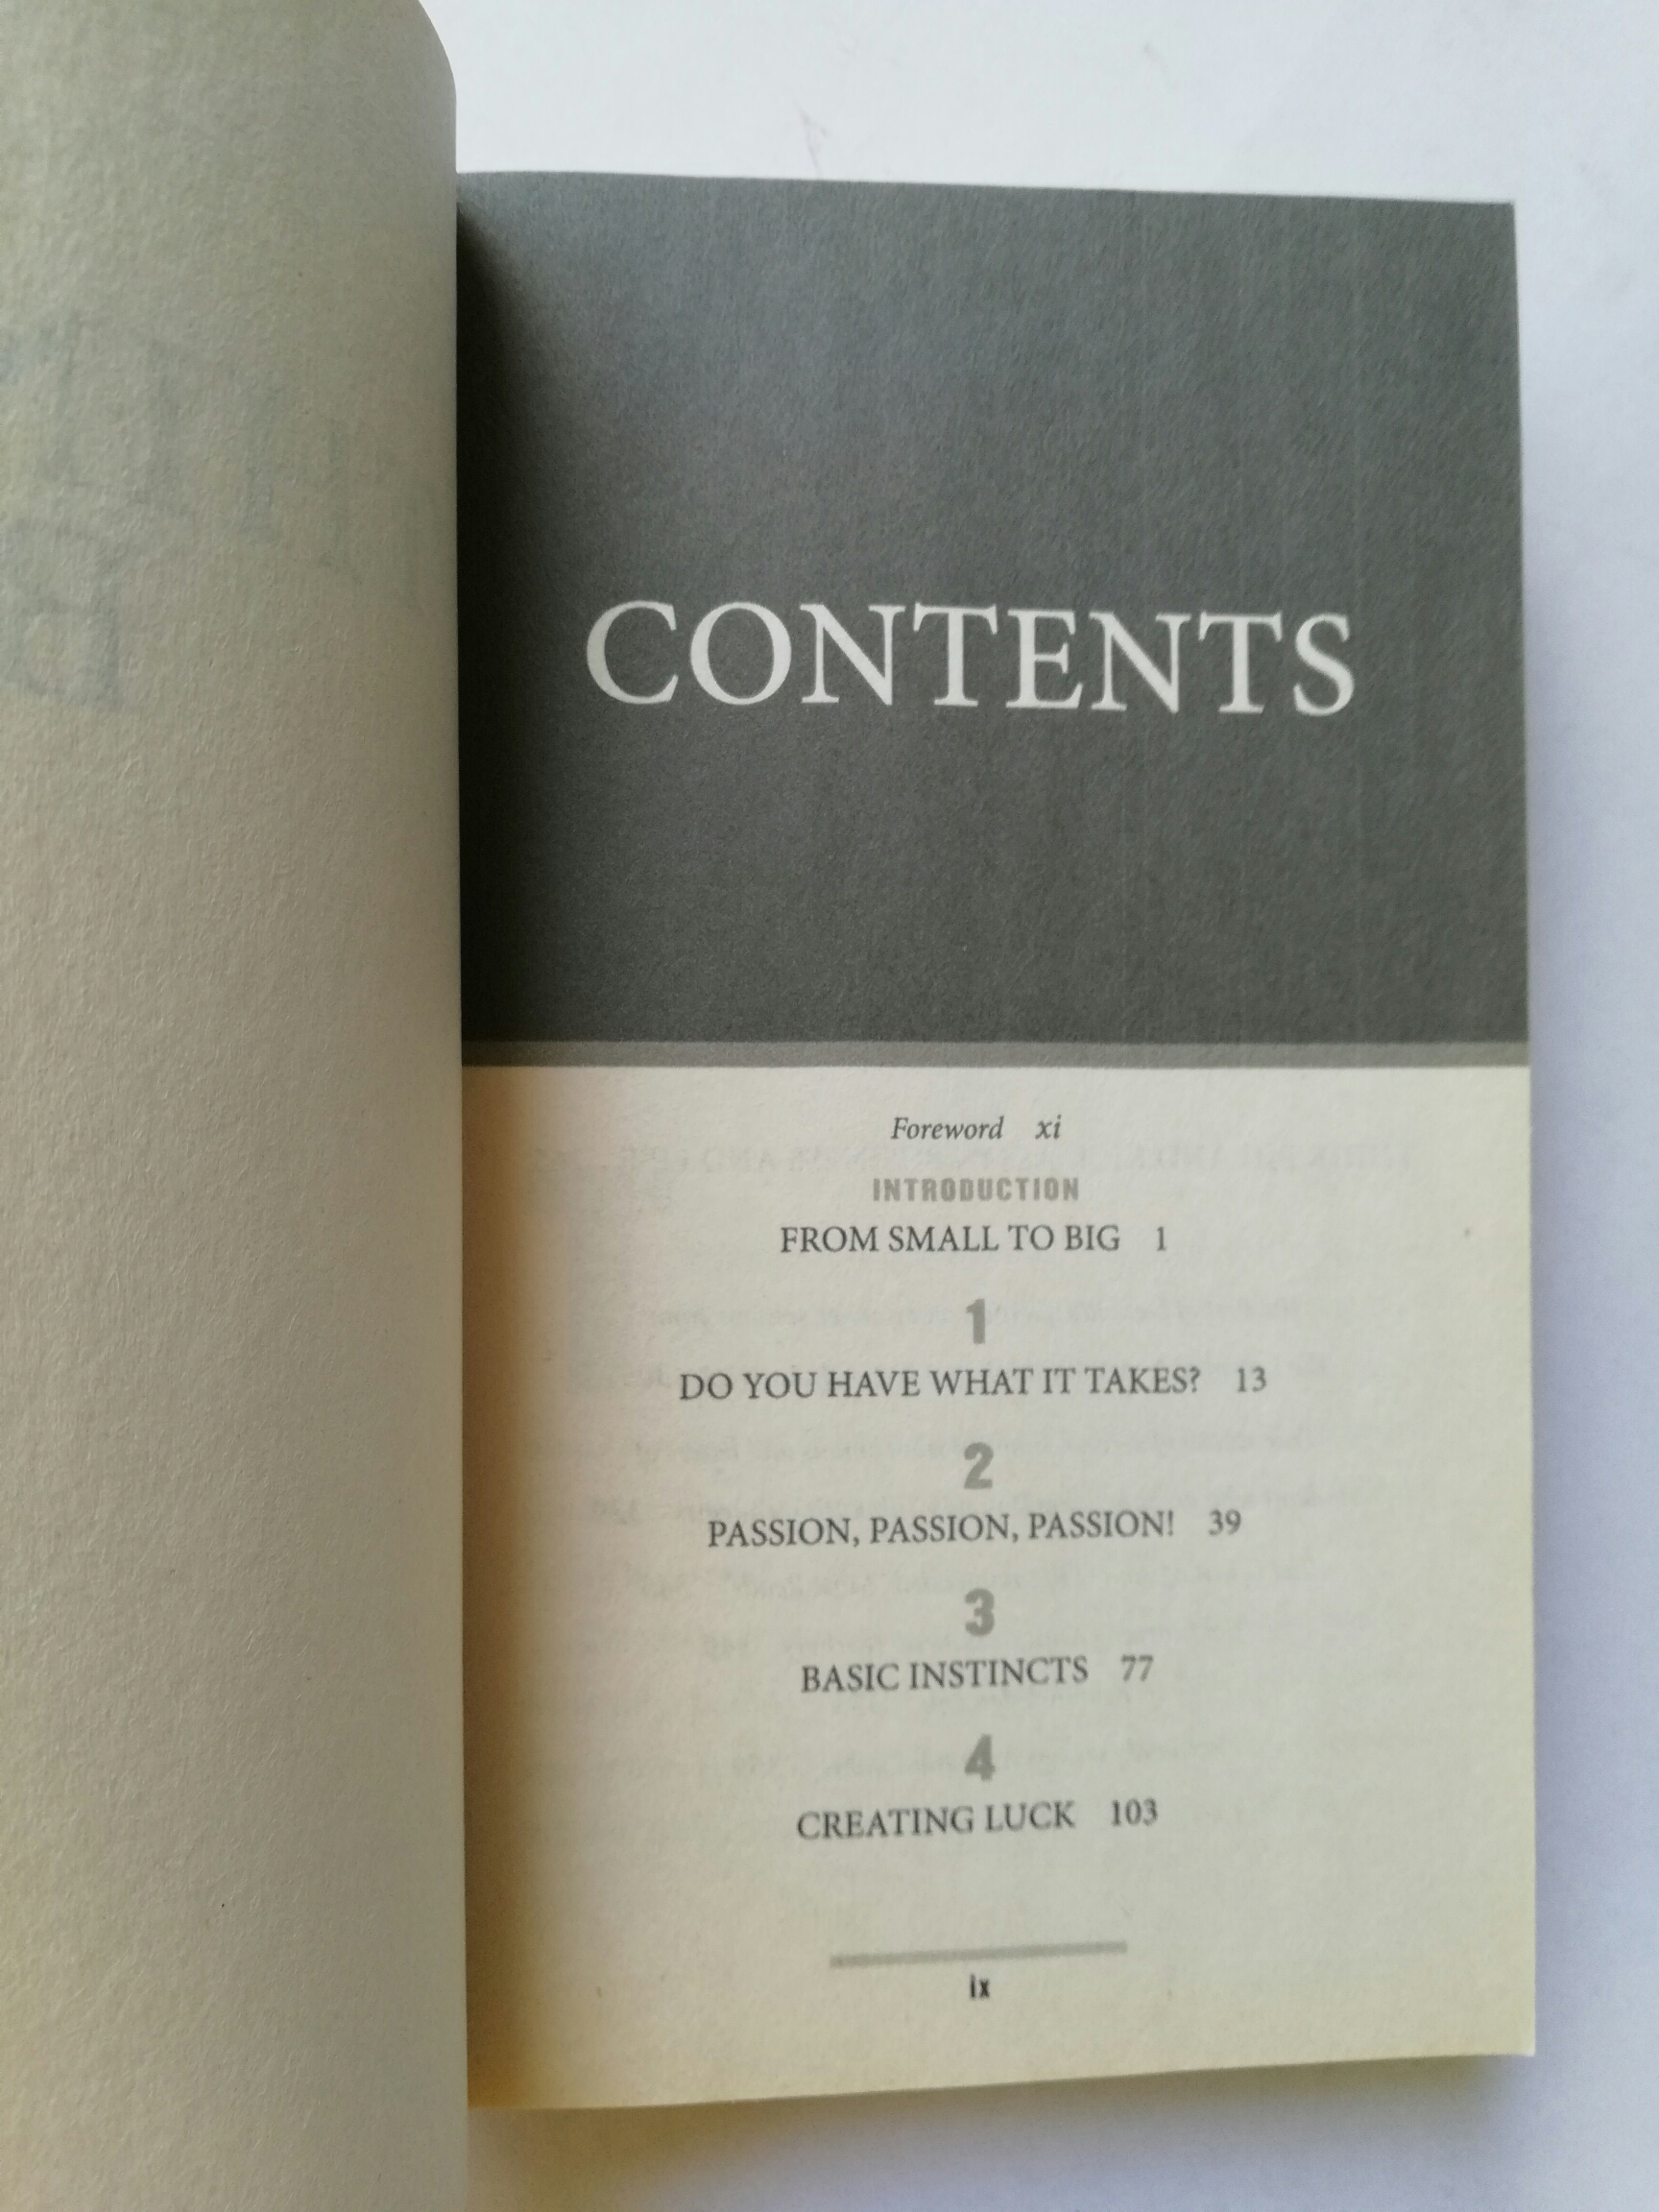 CONTENTS
Foreword xi
INTRODUCTION
FROM SMALL TO BIG 1
1
DO YOU HAVE WHAT IT TAKES? 13
2
PASSION, PASSION, PASSION! 39
3
BASIC INSTINCTS 77
4
CREATING LUCK 103
ix